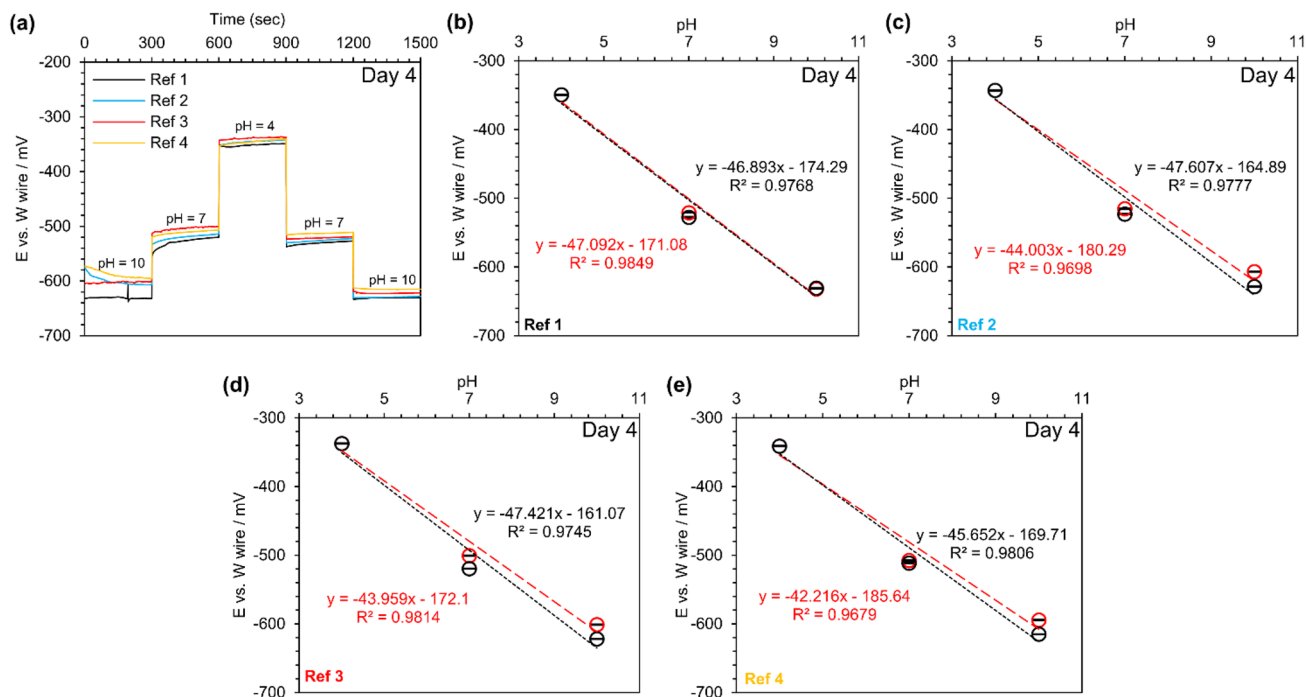 (a)
Time (sec)
0 300 600 900 1200 1500
-200
-300
-400
-500
-600
-700
E vs. W wire / mV
Day 4
Ref 1
Ref 2
Ref 3
Ref 4
pH = 4
pH = 7
pH = 7
pH = 10
pH = 10
(b)
pH
3 5 7 9 11
-300
-400
-500
-600
-700
E vs. W wire / mV
Day 4
y = -46.893x - 174.29
R² = 0.9768
y = -47.092x - 171.08
R² = 0.9849
Ref 1
(c)
pH
3 5 7 9 11
-300
-400
-500
-600
-700
E vs. W wire / mV
Day 4
y = -47.607x - 164.89
R² = 0.9777
y = -44.003x - 180.29
R² = 0.9698
Ref 2
(d)
pH
3 5 7 9 11
-300
-400
-500
-600
-700
E vs. W wire / mV
Day 4
y = -47.421x - 161.07
R² = 0.9745
y = -43.959x - 172.1
R² = 0.9814
Ref 3
(e)
pH
3 5 7 9 11
-300
-400
-500
-600
-700
E vs. W wire / mV
Day 4
y = -45.652x - 169.71
R² = 0.9806
y = -42.216x - 185.64
R² = 0.9679
Ref 4